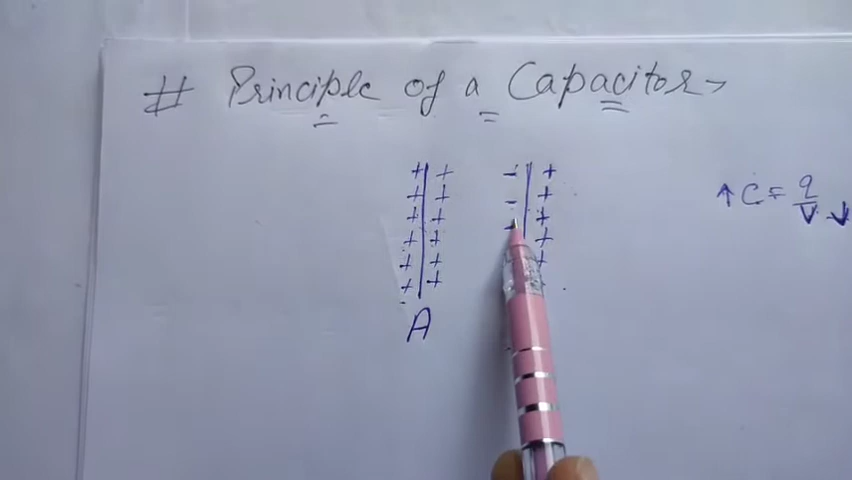 # Principle of a Capacitor →
+ + - +
+ + - +
+ + - +
+ + +
+ + +
+ +
A
↑ C = q/V ↓